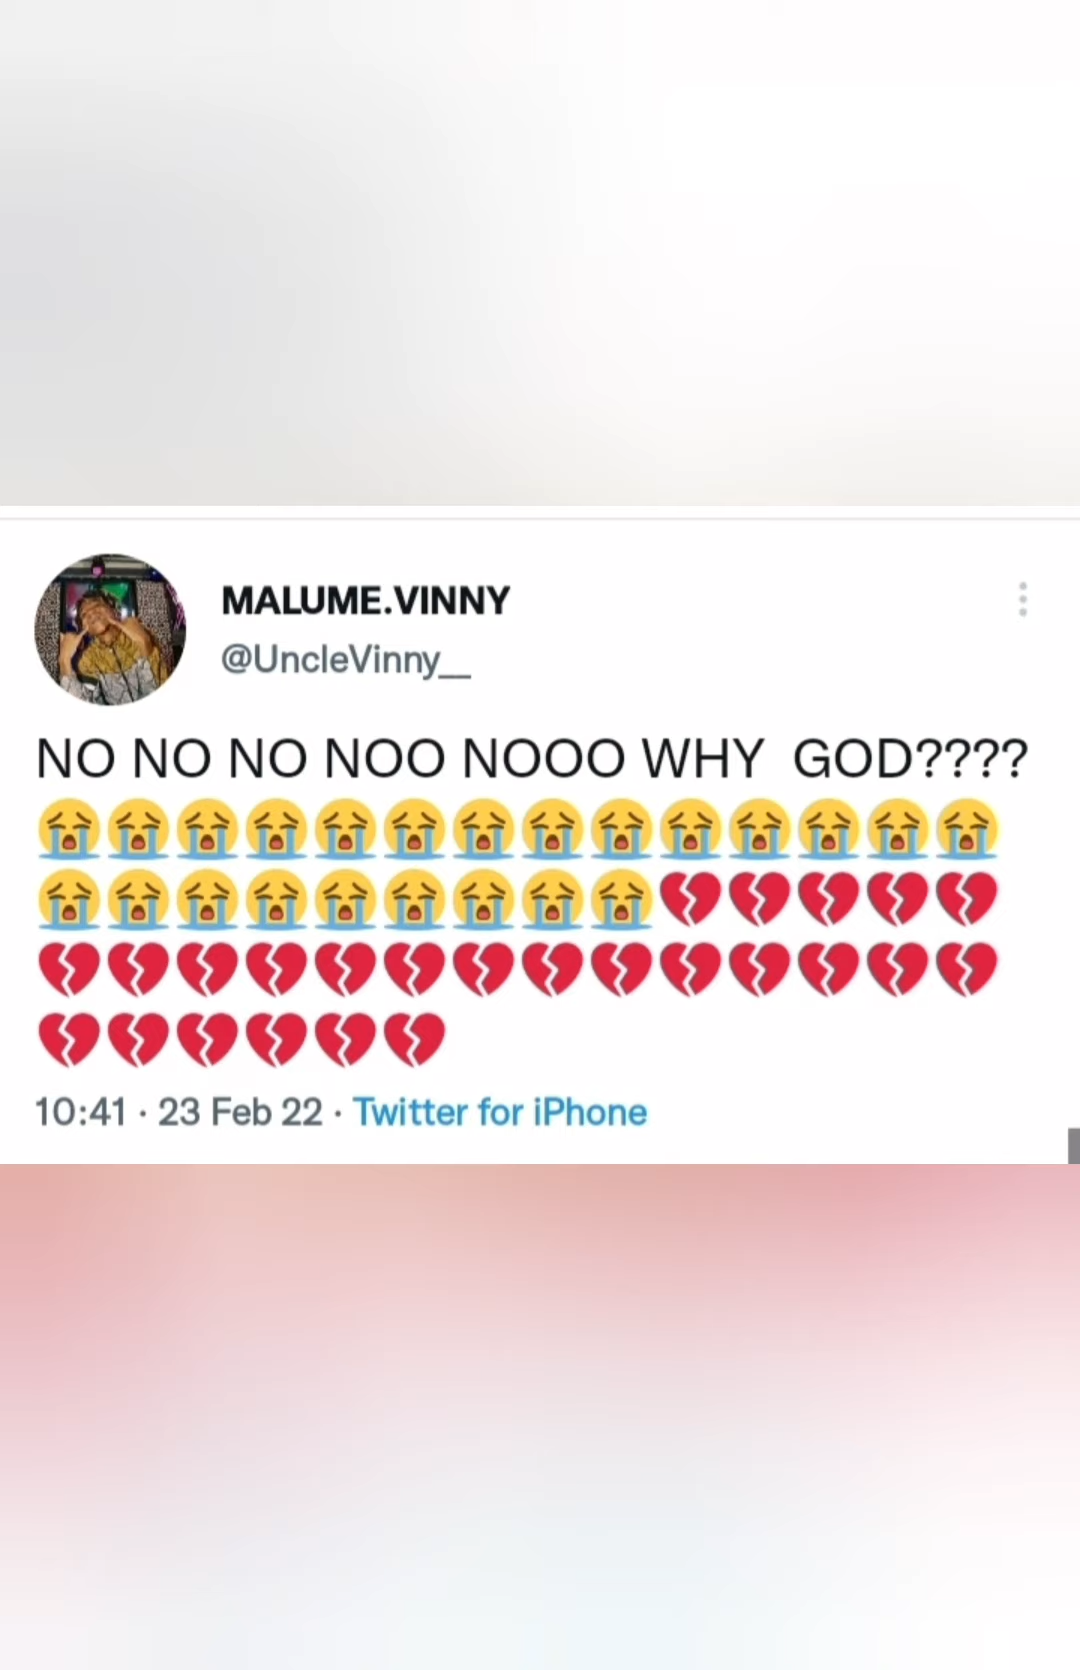 MALUME.VINNY
@UncleVinny__
NO NO NO NOO NOOO WHY  GOD????
😭😭😭😭😭😭😭😭😭😭😭😭😭😭
😭😭😭😭😭😭😭😭😭💔💔💔💔💔
💔💔💔💔💔💔💔💔💔💔💔💔💔💔
💔💔💔💔💔💔
10:41 · 23 Feb 22 · Twitter for iPhone